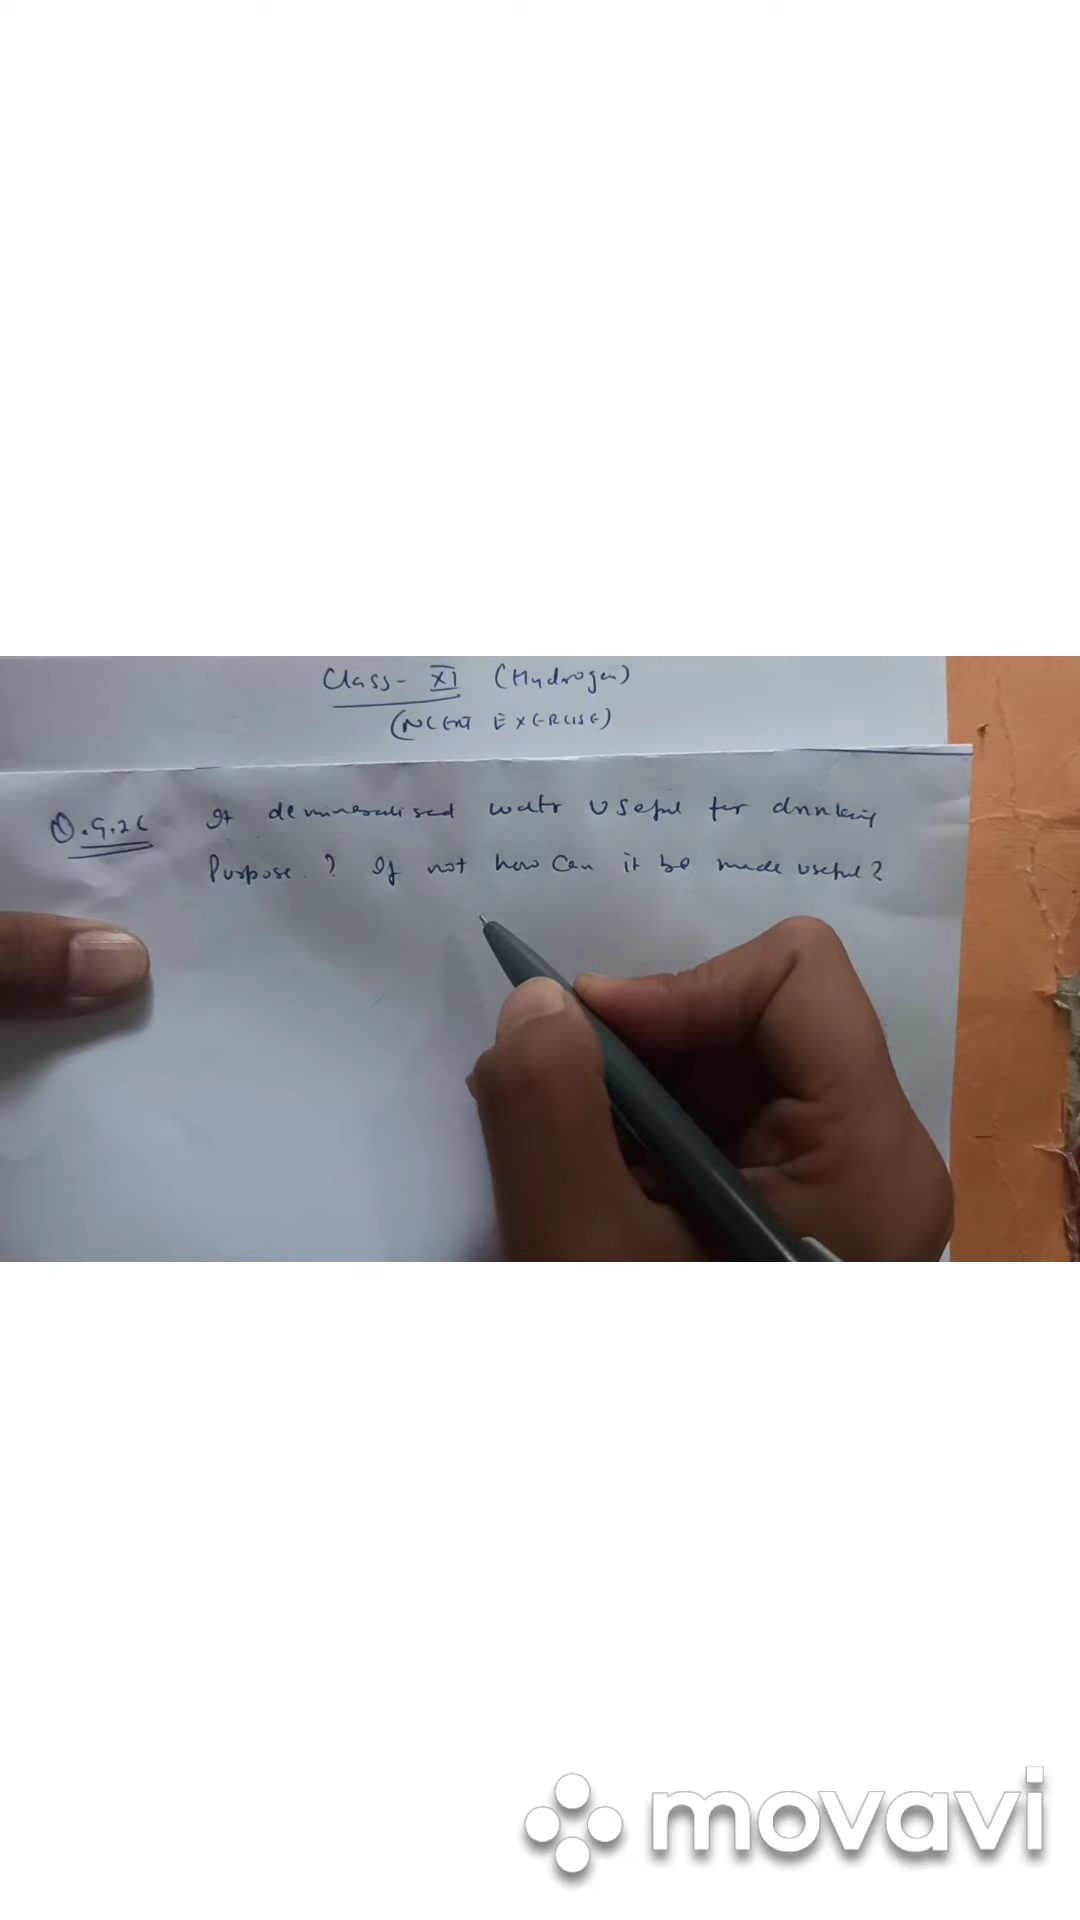 Class - XI (Hydrogen)
(NCERT EXERCISE)
Q.9.26 Is demineralised water useful for drinking
Purpose. ? If not how can it be made useful?
movavi